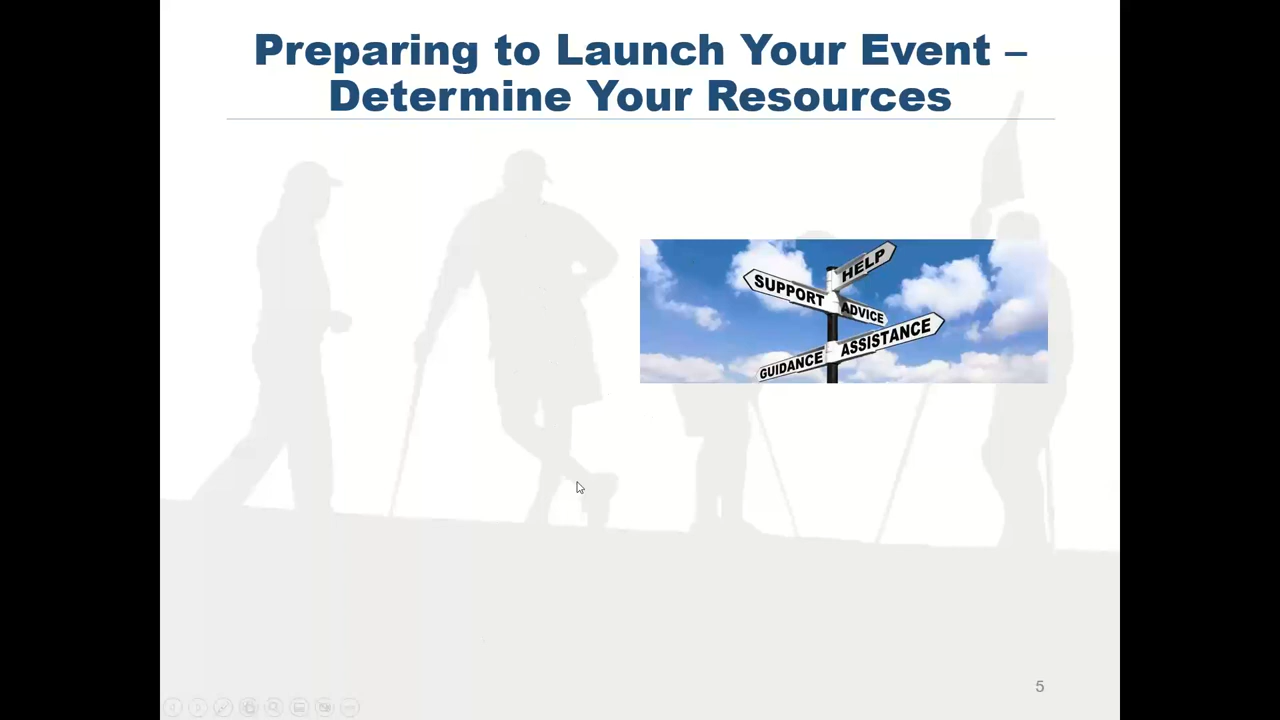 Preparing to Launch Your Event –
Determine Your Resources
HELP
SUPPORT
ADVICE
ASSISTANCE
GUIDANCE
5